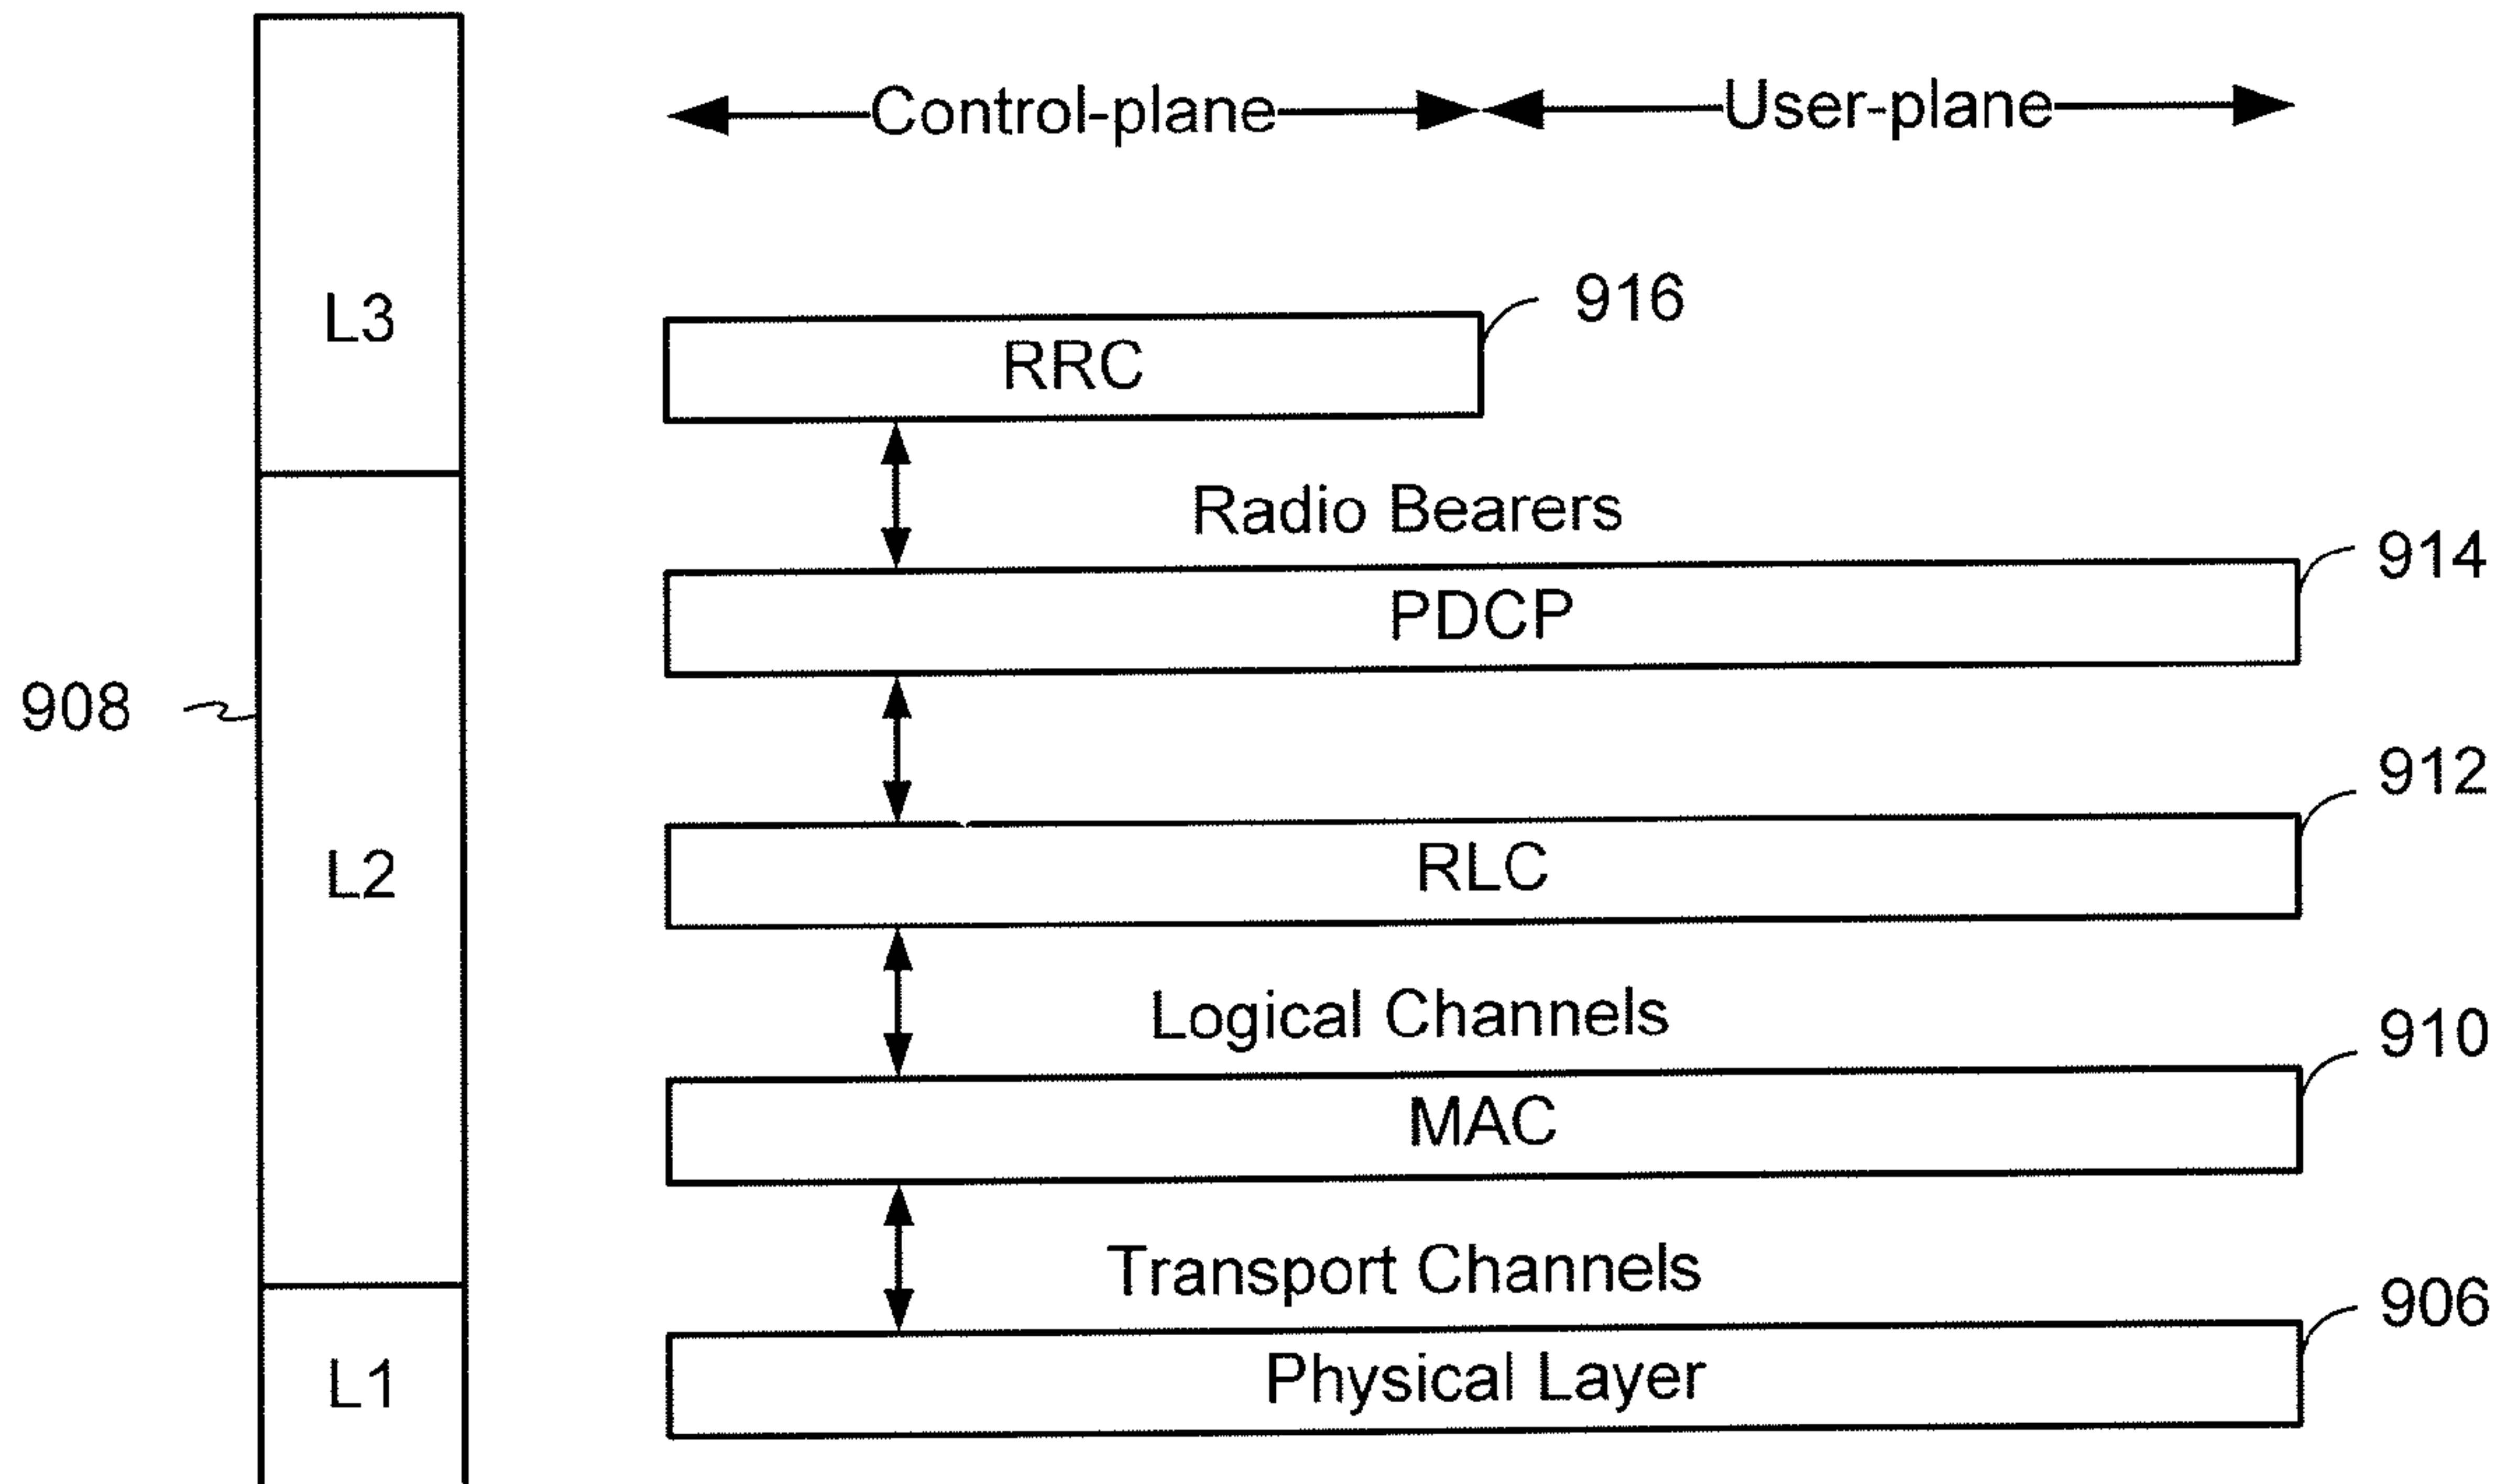 Control-plane User-plane
L3
916
RRC
Radio Bearers
914
PDCP
908
912
L2
RLC
Logical Channels
910
MAC
Transport Channels
906
L1
Physical Layer